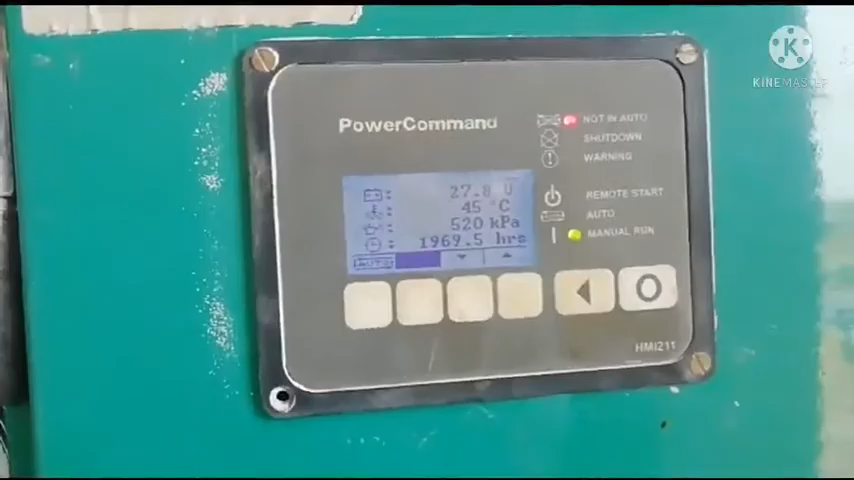 K
KINEMASTER
PowerCommand
NOT IN AUTO
SHUTDOWN
WARNING
REMOTE START
AUTO
MANUAL RUN
27.8 V
45 °C
520 kPa
1969.5 hrs
AUTO
HMI211